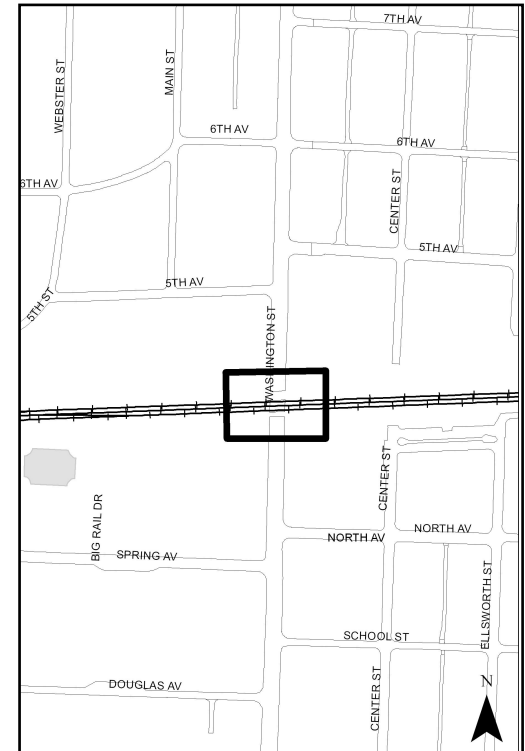 7TH AV
WEBSTER ST
MAIN ST
6TH AV
6TH AV
6TH AV
CENTER ST
5TH AV
5TH AV
5TH ST
WASHINGTON ST
CENTER ST
BIG RAIL DR
NORTH AV
NORTH AV
SPRING AV
ELLSWORTH ST
SCHOOL ST
CENTER ST
DOUGLAS AV
N